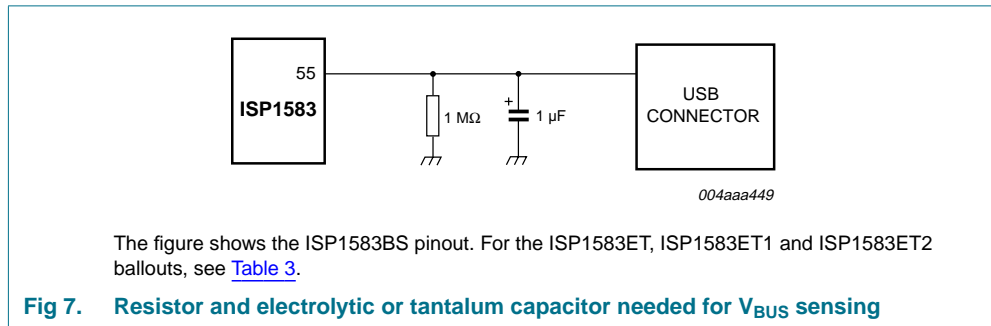 55
ISP1583
1 MΩ
+
1 µF
USB
CONNECTOR
004aaa449
The figure shows the ISP1583BS pinout. For the ISP1583ET, ISP1583ET1 and ISP1583ET2
ballouts, see Table 3.
Fig 7. Resistor and electrolytic or tantalum capacitor needed for VBUS sensing